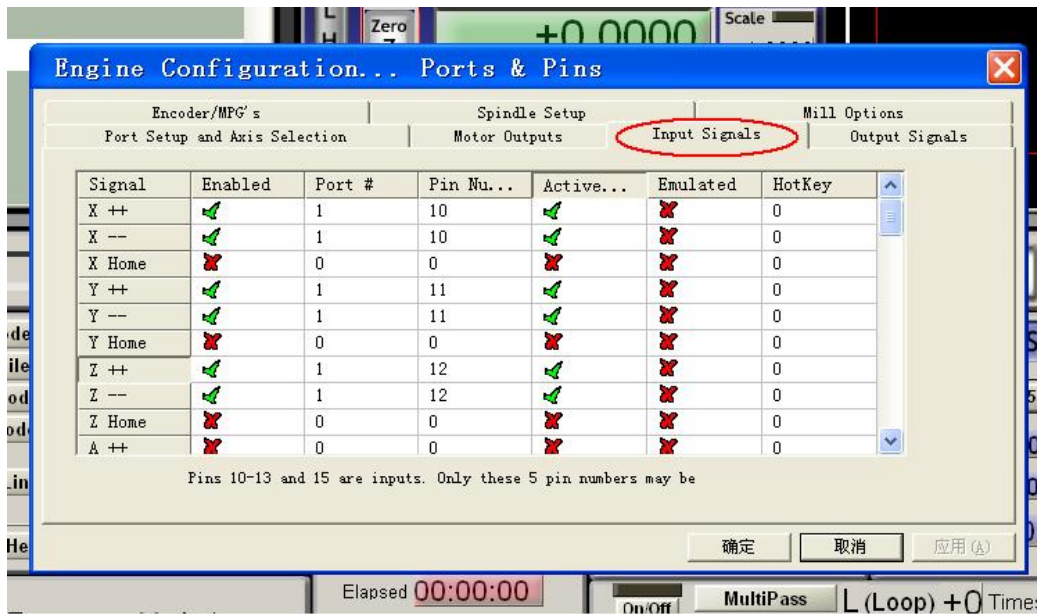 Zero
Z
+0.0000
Scale
H
Engine Configuration... Ports & Pins
Encoder/MPG's Spindle Setup Mill Options
Port Setup and Axis Selection Motor Outputs Input Signals Output Signals
Signal Enabled Port # Pin Nu... Active... Emulated HotKey
X ++ 1 10 0
X -- 1 10 0
X Home 0 0 0
Y ++ 1 11 0
Y -- 1 11 0
Y Home 0 0 0
Z ++ 1 12 0
Z -- 1 12 0
Z Home 0 0 0
A ++ 0 0 0
Pins 10-13 and 15 are inputs. Only these 5 pin numbers may be
确定 取消 应用(A)
Elapsed 00:00:00
On/Off MultiPass L (Loop) +0 Time